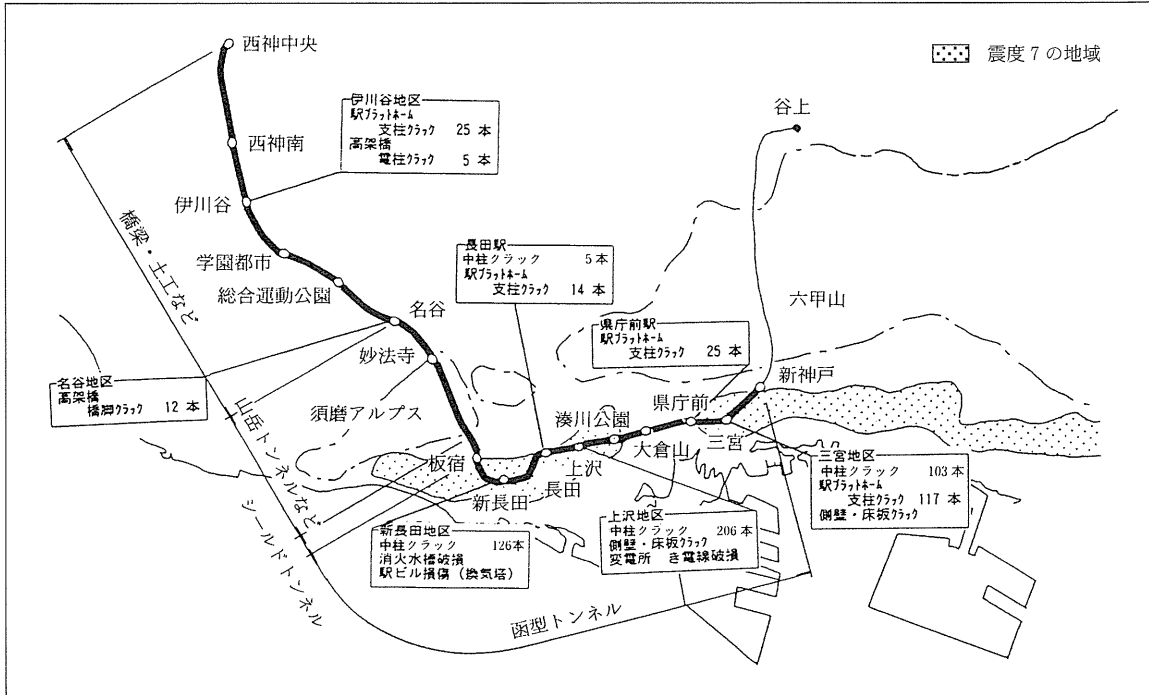 西神中央
震度7の地域
谷上
伊川谷地区
駅プラットホーム
支柱クラック 25 本
高架橋
電柱クラック 5 本
西神南
伊川谷
橋梁・土工など
学園都市
総合運動公園
長田駅
中柱クラック 5本
駅プラットホーム
支柱クラック 14 本
六甲山
名谷
県庁前駅
駅プラットホーム
支柱クラック 25 本
妙法寺
新神戸
名谷地区
高架橋
橋脚クラック 12 本
山岳トンネルなど
須磨アルプス
県庁前
湊川公園
大倉山
三宮
板宿
上沢
長田
新長田
三宮地区
中柱クラック 103 本
駅プラットホーム
支柱クラック 117 本
側壁・床板クラック
シールドトンネル
新長田地区
中柱クラック 126本
消火水槽破損
駅ビル損傷(換気塔)
上沢地区
中柱クラック 206 本
側壁・床板クラック
変電所 き電線破損
函型トンネル